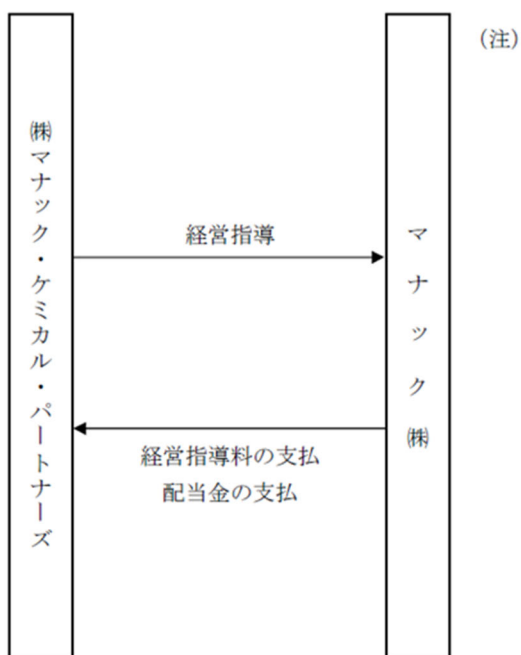 ㈱マナック・ケミカル・パートナーズ
経営指導
経営指導料の支払
配当金の支払
マナック㈱
（注）